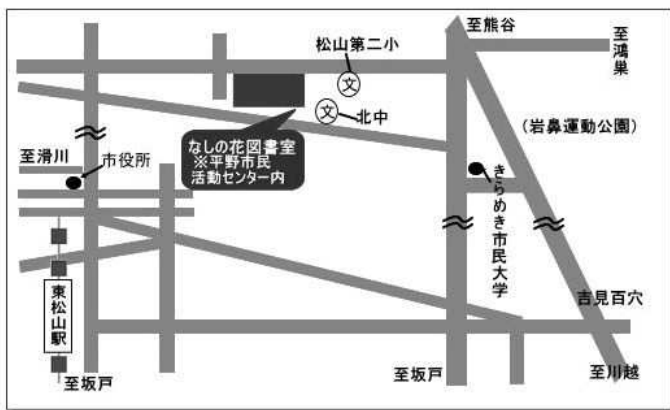 至熊谷
至鴻巣
松山第二小
文
文
北中
(岩鼻運動公園)
なしの花図書室
※平野市民
活動センター内
至滑川
市役所
きらめき市民大学
東松山駅
吉見百穴
至坂戸
至坂戸
至川越